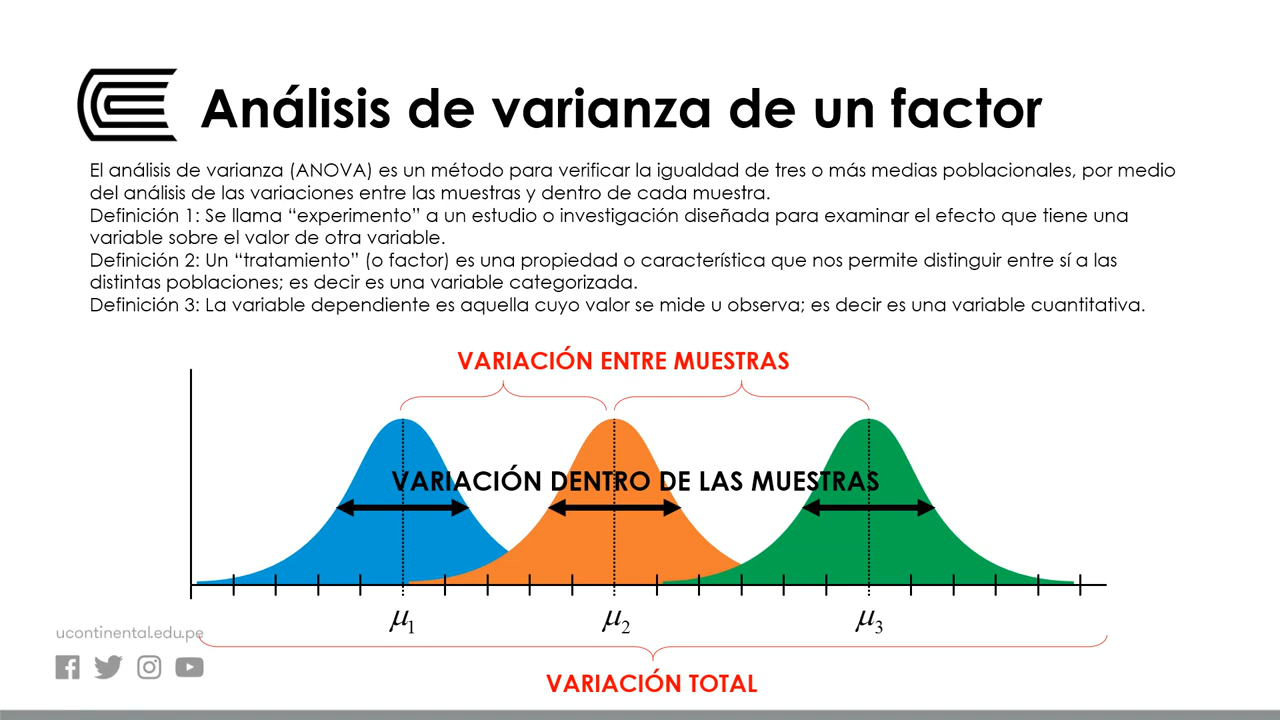 Análisis de varianza de un factor
El análisis de varianza (ANOVA) es un método para verificar la igualdad de tres o más medias poblacionales, por medio
del análisis de las variaciones entre las muestras y dentro de cada muestra.
Definición 1: Se llama “experimento” a un estudio o investigación diseñada para examinar el efecto que tiene una
variable sobre el valor de otra variable.
Definición 2: Un “tratamiento” (o factor) es una propiedad o característica que nos permite distinguir entre sí a las
distintas poblaciones; es decir es una variable categorizada.
Definición 3: La variable dependiente es aquella cuyo valor se mide u observa; es decir es una variable cuantitativa.
VARIACIÓN ENTRE MUESTRAS
VARIACIÓN DENTRO DE LAS MUESTRAS
μ₁ μ₂ μ₃
ucontinental.edu.pe
VARIACIÓN TOTAL